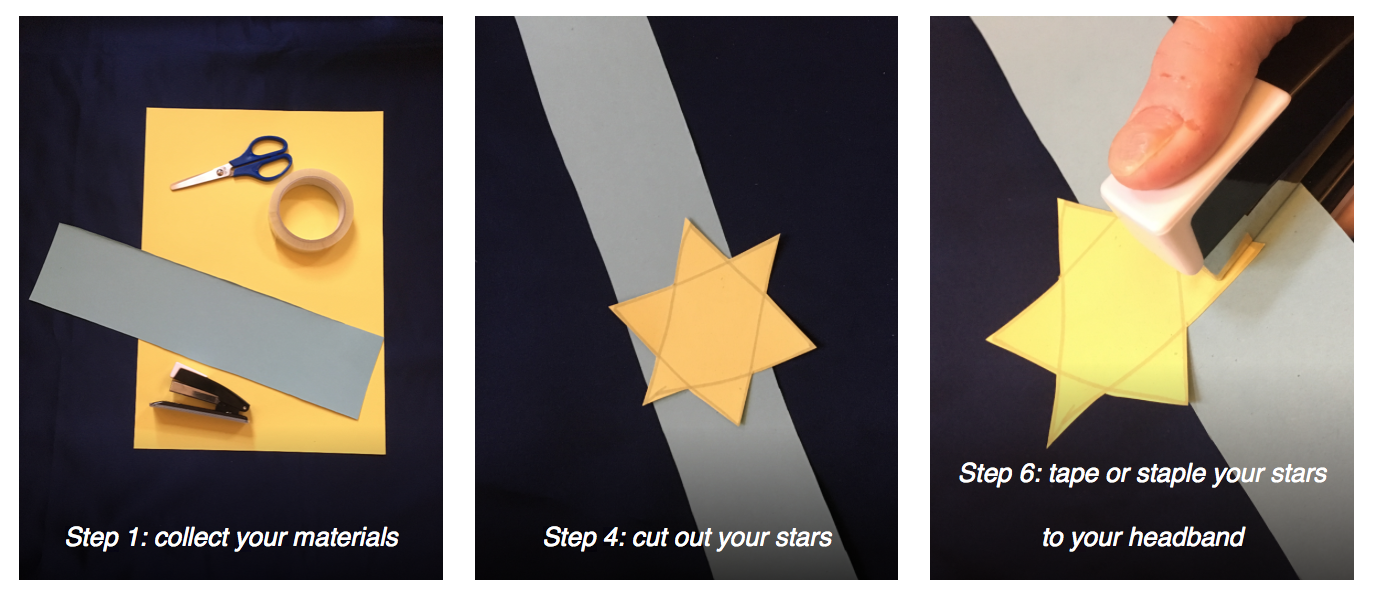 Step 1: collect your materials
Step 4: cut out your stars
Step 6: tape or staple your stars
to your headband